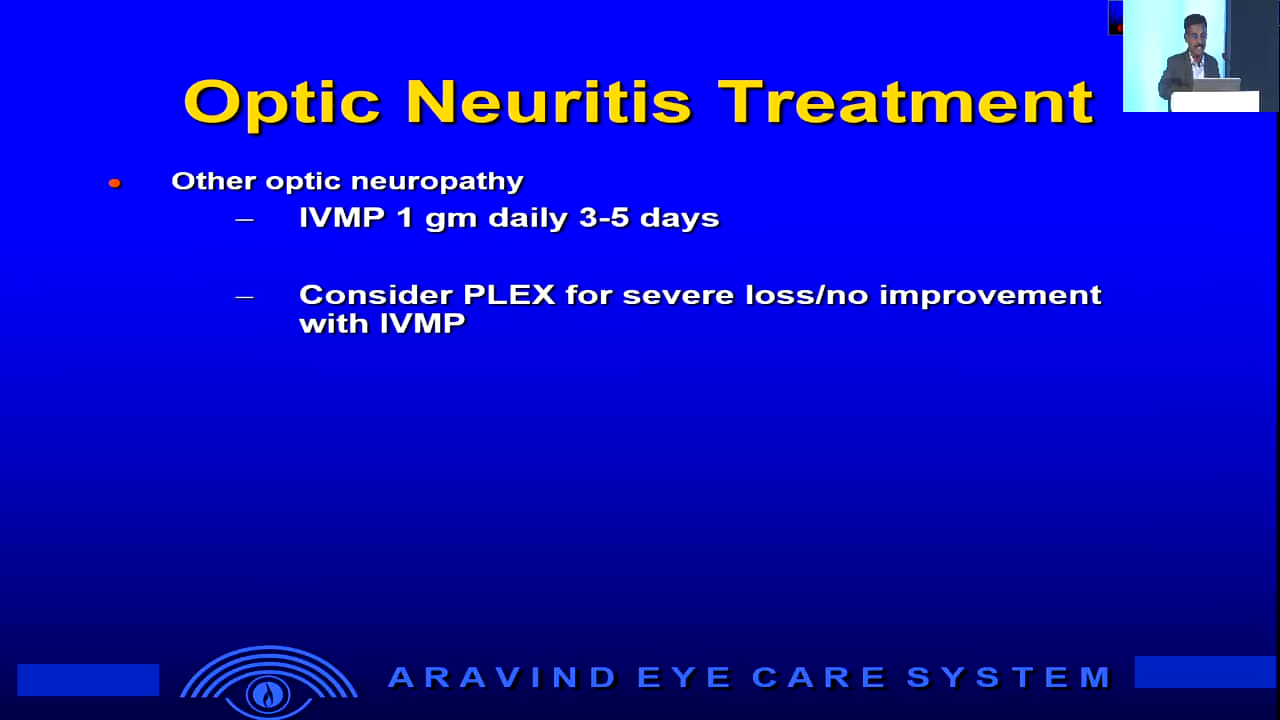 Optic Neuritis Treatment
• Other optic neuropathy
– IVMP 1 gm daily 3-5 days
– Consider PLEX for severe loss/no improvement
with IVMP
ARAVIND EYE CARE SYSTEM